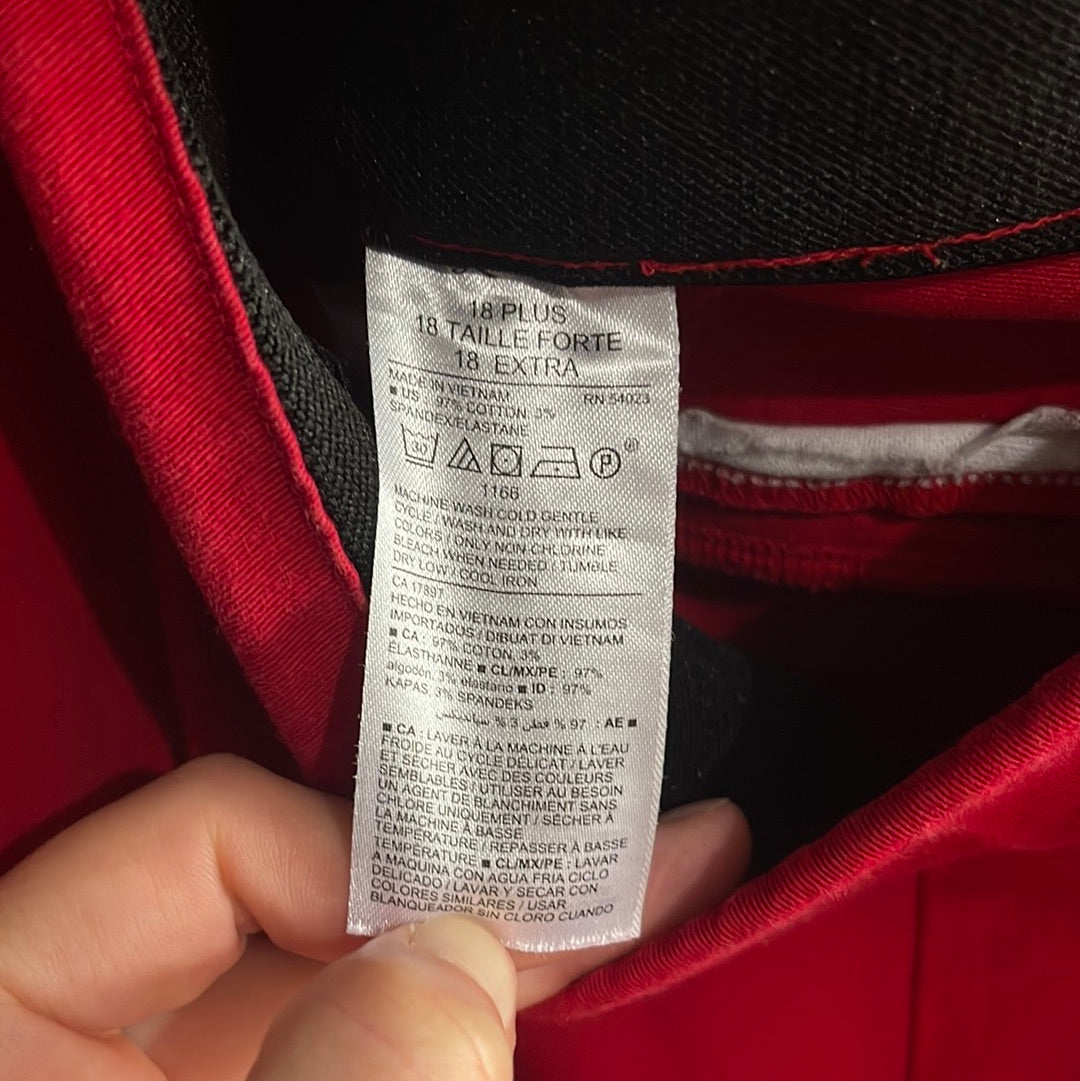 18 PLUS
18 TAILLE FORTE
18 EXTRA
MADE IN VIETNAM RN 54023
■ US : 97% COTTON 3%
SPANDEX/ELASTANE
1166
MACHINE WASH COLD GENTLE
CYCLE / WASH AND DRY WITH LIKE
COLORS / ONLY NON-CHLORINE
BLEACH WHEN NEEDED / TUMBLE
DRY LOW / COOL IRON
CA 17897
HECHO EN VIETNAM CON INSUMOS
IMPORTADOS / DIBUAT DI VIETNAM
■ CA : 97% COTON 3%
ÉLASTHANNE ■ CL/MX/PE : 97%
algodón, 3% elastano ■ ID : 97%
KAPAS, 3% SPANDEKS
■ AE : 97 % قطن 3 % سباندكس
■ CA : LAVER À LA MACHINE À L'EAU
FROIDE AU CYCLE DÉLICAT / LAVER
ET SÉCHER AVEC DES COULEURS
SEMBLABLES / UTILISER AU BESOIN
UN AGENT DE BLANCHIMENT SANS
CHLORE UNIQUEMENT / SÉCHER À
LA MACHINE À BASSE
TEMPÉRATURE / REPASSER À BASSE
TEMPÉRATURE ■ CL/MX/PE : LAVAR
A MAQUINA CON AGUA FRIA CICLO
DELICADO / LAVAR Y SECAR CON
COLORES SIMILARES / USAR
BLANQUEADOR SIN CLORO CUANDO